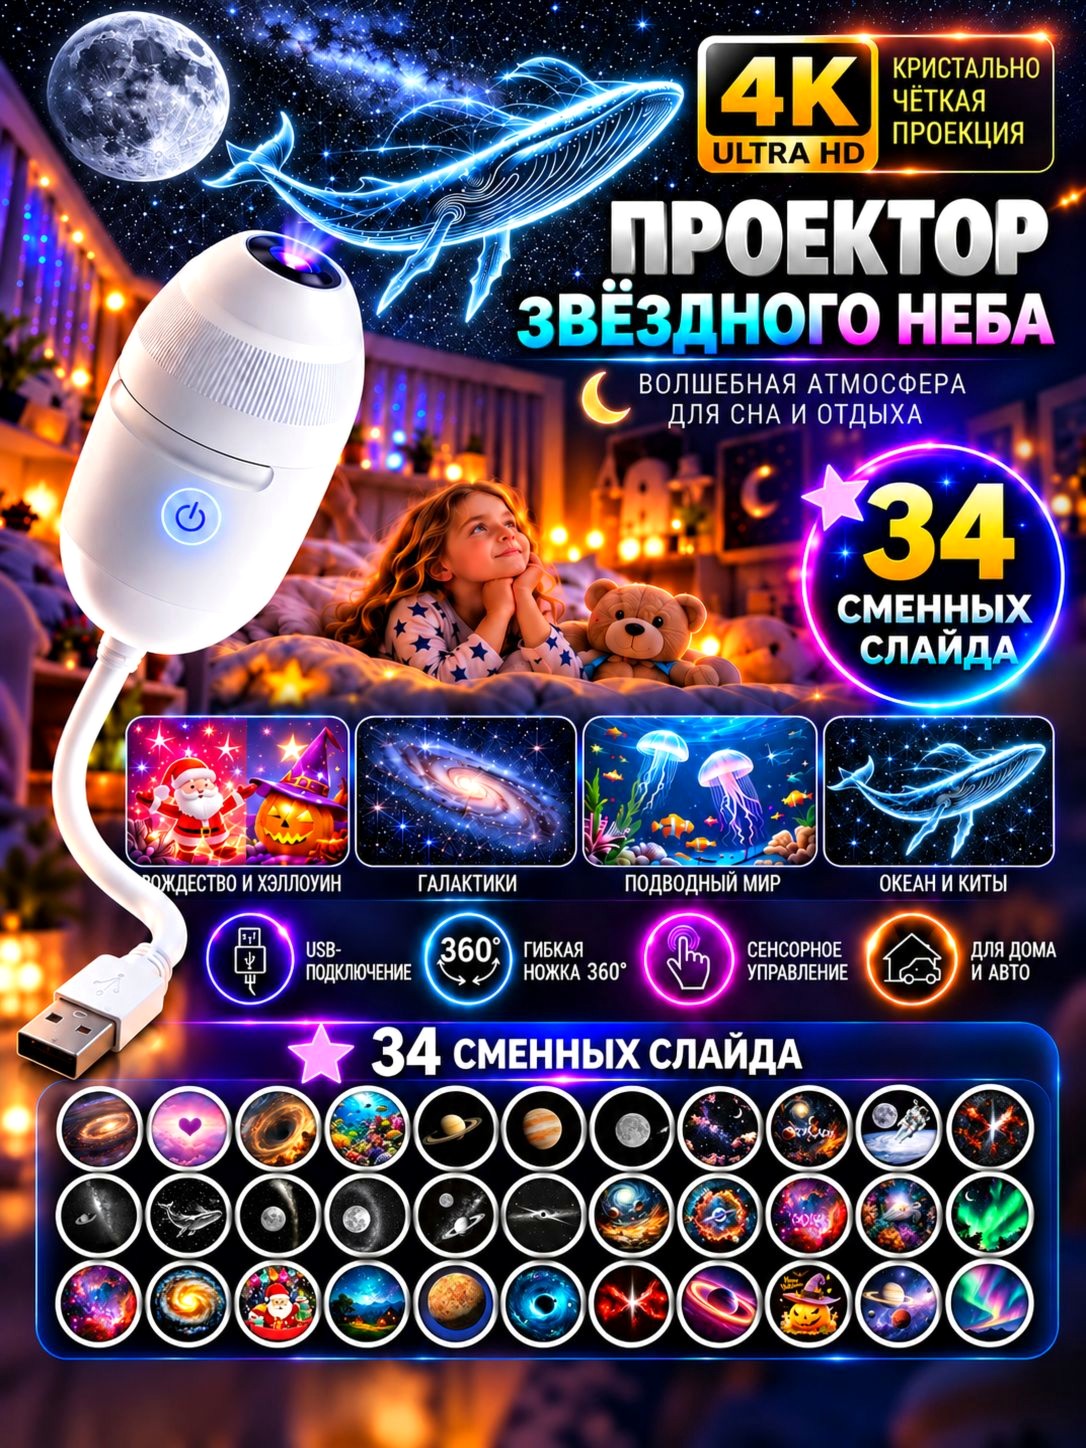 4K
ULTRA HD
КРИСТАЛЬНО
ЧЁТКАЯ
ПРОЕКЦИЯ
ПРОЕКТОР
ЗВЁЗДНОГО НЕБА
ВОЛШЕБНАЯ АТМОСФЕРА
ДЛЯ СНА И ОТДЫХА
34
СМЕННЫХ
СЛАЙДА
РОЖДЕСТВО И ХЭЛЛОУИН
ГАЛАКТИКИ
ПОДВОДНЫЙ МИР
ОКЕАН И КИТЫ
USB-
ПОДКЛЮЧЕНИЕ
360°
ГИБКАЯ
НОЖКА 360°
СЕНСОРНОЕ
УПРАВЛЕНИЕ
ДЛЯ ДОМА
И АВТО
34 СМЕННЫХ СЛАЙДА